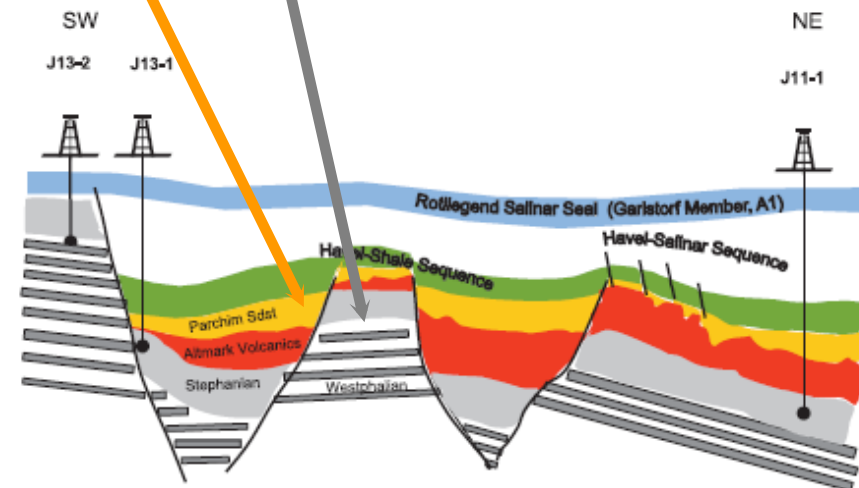 SW
NE
J13-2
J13-1
J11-1
Rotliegend Salinar Seal (Garlstorf Member, A1)
Havel-Salinar Sequence
Havel-Shale Sequence
Parchim Sdst
Altmark Volcanics
Stephanian
Westphalian